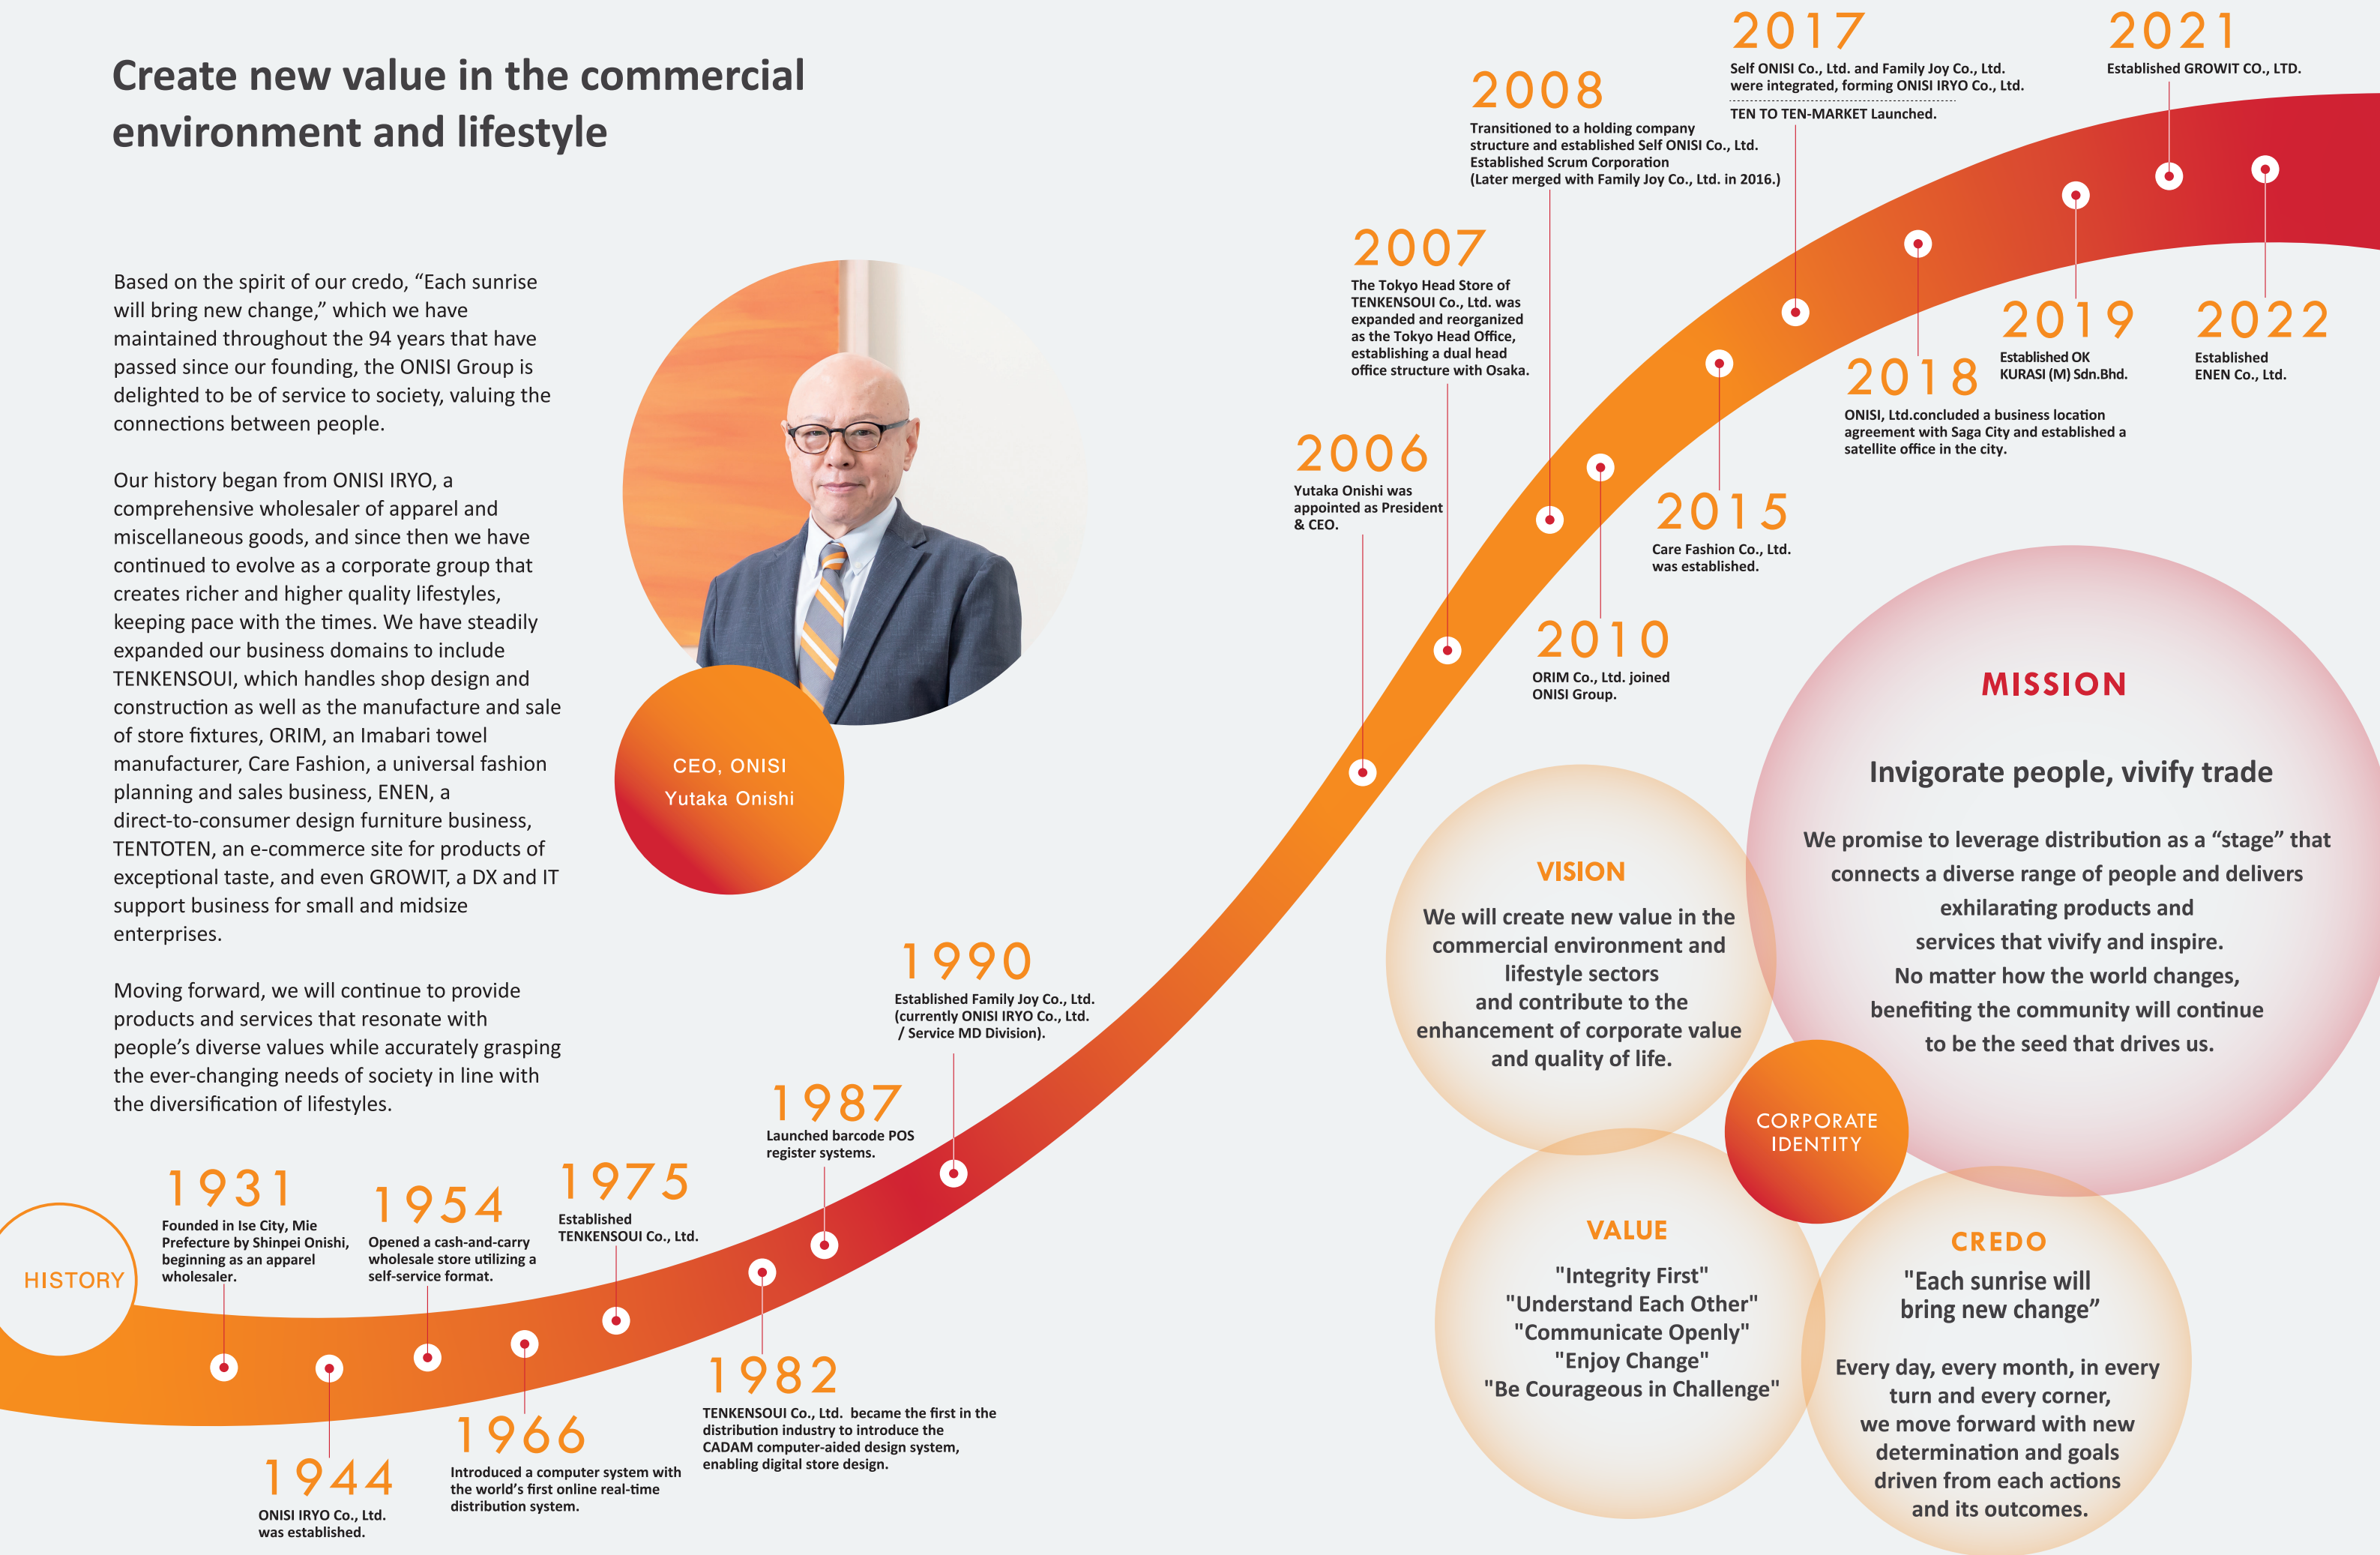 Create new value in the commercial
environment and lifestyle
Based on the spirit of our credo, “Each sunrise
will bring new change,” which we have
maintained throughout the 94 years that have
passed since our founding, the ONISI Group is
delighted to be of service to society, valuing the
connections between people.
Our history began from ONISI IRYO, a
comprehensive wholesaler of apparel and
miscellaneous goods, and since then we have
continued to evolve as a corporate group that
creates richer and higher quality lifestyles,
keeping pace with the times. We have steadily
expanded our business domains to include
TENKENSOUI, which handles shop design and
construction as well as the manufacture and sale
of store fixtures, ORIM, an Imabari towel
manufacturer, Care Fashion, a universal fashion
planning and sales business, ENEN, a
direct-to-consumer design furniture business,
TENTOTEN, an e-commerce site for products of
exceptional taste, and even GROWIT, a DX and IT
support business for small and midsize
enterprises.
Moving forward, we will continue to provide
products and services that resonate with
people’s diverse values while accurately grasping
the ever-changing needs of society in line with
the diversification of lifestyles.
CEO, ONISI
Yutaka Onishi
HISTORY
1931
Founded in Ise City, Mie
Prefecture by Shinpei Onishi,
beginning as an apparel
wholesaler.
1944
ONISI IRYO Co., Ltd.
was established.
1954
Opened a cash-and-carry
wholesale store utilizing a
self-service format.
1966
Introduced a computer system with
the world’s first online real-time
distribution system.
1975
Established
TENKENSOUI Co., Ltd.
1982
TENKENSOUI Co., Ltd. became the first in the
distribution industry to introduce the
CADAM computer-aided design system,
enabling digital store design.
1987
Launched barcode POS
register systems.
1990
Established Family Joy Co., Ltd.
(currently ONISI IRYO Co., Ltd.
/ Service MD Division).
2006
Yutaka Onishi was
appointed as President
& CEO.
2007
The Tokyo Head Store of
TENKENSOUI Co., Ltd. was
expanded and reorganized
as the Tokyo Head Office,
establishing a dual head
office structure with Osaka.
2008
Transitioned to a holding company
structure and established Self ONISI Co., Ltd.
Established Scrum Corporation
(Later merged with Family Joy Co., Ltd. in 2016.)
2010
ORIM Co., Ltd. joined
ONISI Group.
2015
Care Fashion Co., Ltd.
was established.
2017
Self ONISI Co., Ltd. and Family Joy Co., Ltd.
were integrated, forming ONISI IRYO Co., Ltd.
TEN TO TEN-MARKET Launched.
2018
ONISI, Ltd.concluded a business location
agreement with Saga City and established a
satellite office in the city.
2019
Established OK
KURASI (M) Sdn.Bhd.
2021
Established GROWIT CO., LTD.
2022
Established
ENEN Co., Ltd.
MISSION
Invigorate people, vivify trade
We promise to leverage distribution as a “stage” that
connects a diverse range of people and delivers
exhilarating products and
services that vivify and inspire.
No matter how the world changes,
benefiting the community will continue
to be the seed that drives us.
VISION
We will create new value in the
commercial environment and
lifestyle sectors
and contribute to the
enhancement of corporate value
and quality of life.
CORPORATE
IDENTITY
VALUE
"Integrity First"
"Understand Each Other"
"Communicate Openly"
"Enjoy Change"
"Be Courageous in Challenge"
CREDO
"Each sunrise will
bring new change”
Every day, every month, in every
turn and every corner,
we move forward with new
determination and goals
driven from each actions
and its outcomes.